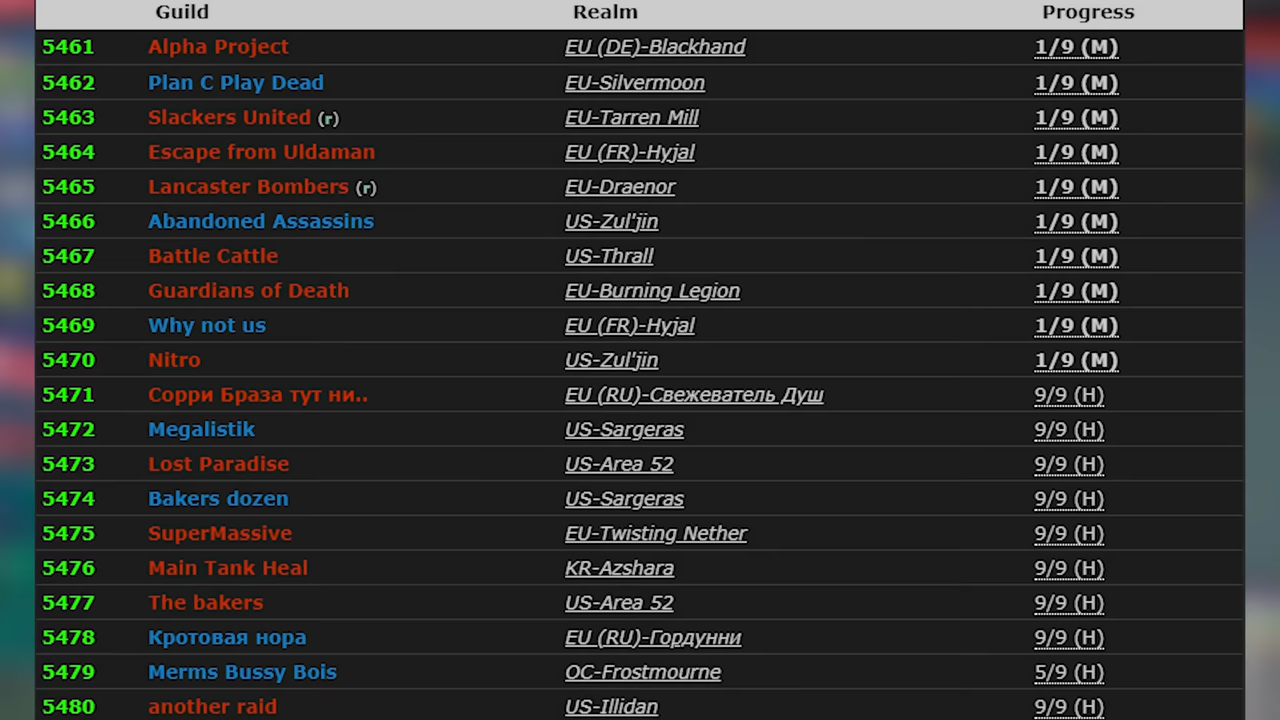 Guild Realm Progress
5461 Alpha Project EU (DE)-Blackhand 1/9 (M)
5462 Plan C Play Dead EU-Silvermoon 1/9 (M)
5463 Slackers United (r) EU-Tarren Mill 1/9 (M)
5464 Escape from Uldaman EU (FR)-Hyjal 1/9 (M)
5465 Lancaster Bombers (r) EU-Draenor 1/9 (M)
5466 Abandoned Assassins US-Zul'jin 1/9 (M)
5467 Battle Cattle US-Thrall 1/9 (M)
5468 Guardians of Death EU-Burning Legion 1/9 (M)
5469 Why not us EU (FR)-Hyjal 1/9 (M)
5470 Nitro US-Zul'jin 1/9 (M)
5471 Сорри Браза тут ни.. EU (RU)-Свежеватель Душ 9/9 (H)
5472 Megalistik US-Sargeras 9/9 (H)
5473 Lost Paradise US-Area 52 9/9 (H)
5474 Bakers dozen US-Sargeras 9/9 (H)
5475 SuperMassive EU-Twisting Nether 9/9 (H)
5476 Main Tank Heal KR-Azshara 9/9 (H)
5477 The bakers US-Area 52 9/9 (H)
5478 Кротовая нора EU (RU)-Гордунни 9/9 (H)
5479 Merms Bussy Bois OC-Frostmourne 5/9 (H)
5480 another raid US-Illidan 9/9 (H)